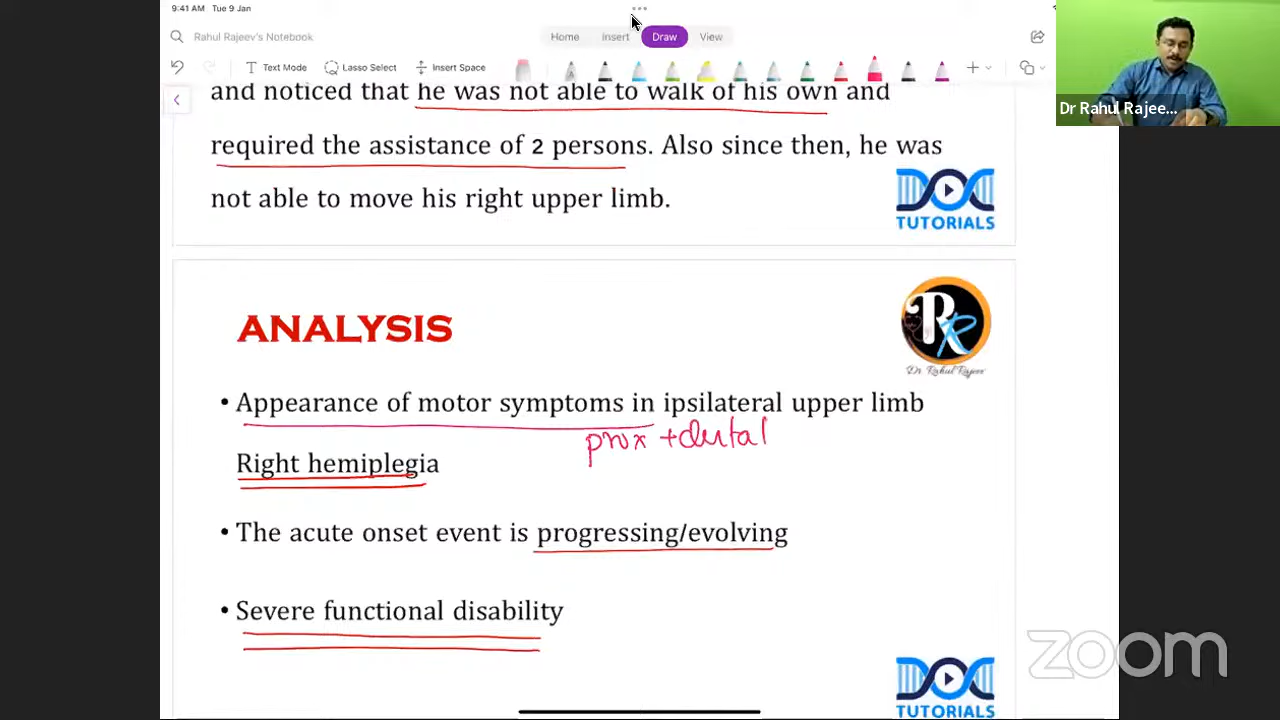 9:41 AM Tue 9 Jan
Rahul Rajeev's Notebook
Home Insert Draw View
Text Mode Lasso Select Insert Space
and noticed that he was not able to walk of his own and
required the assistance of 2 persons. Also since then, he was
not able to move his right upper limb.
TUTORIALS
ANALYSIS
RR
Dr Rahul Rajeev
• Appearance of motor symptoms in ipsilateral upper limb
prox + distal
Right hemiplegia
• The acute onset event is progressing/evolving
• Severe functional disability
TUTORIALS
Dr Rahul Rajee...
zoom